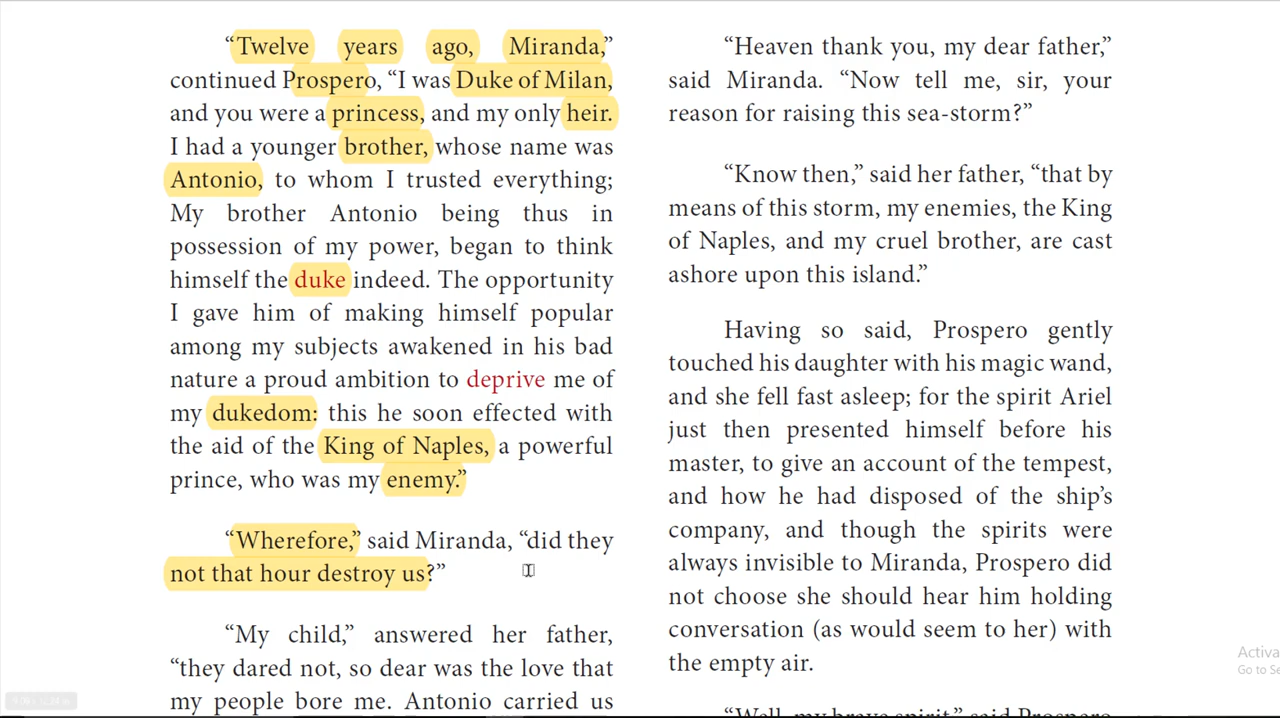 “Twelve years ago, Miranda,”
continued Prospero, “I was Duke of Milan,
and you were a princess, and my only heir.
I had a younger brother, whose name was
Antonio, to whom I trusted everything;
My brother Antonio being thus in
possession of my power, began to think
himself the duke indeed. The opportunity
I gave him of making himself popular
among my subjects awakened in his bad
nature a proud ambition to deprive me of
my dukedom: this he soon effected with
the aid of the King of Naples, a powerful
prince, who was my enemy.”
“Wherefore,” said Miranda, “did they
not that hour destroy us?”
“My child,” answered her father,
“they dared not, so dear was the love that
my people bore me. Antonio carried us
“Heaven thank you, my dear father,”
said Miranda. “Now tell me, sir, your
reason for raising this sea-storm?”
“Know then,” said her father, “that by
means of this storm, my enemies, the King
of Naples, and my cruel brother, are cast
ashore upon this island.”
Having so said, Prospero gently
touched his daughter with his magic wand,
and she fell fast asleep; for the spirit Ariel
just then presented himself before his
master, to give an account of the tempest,
and how he had disposed of the ship’s
company, and though the spirits were
always invisible to Miranda, Prospero did
not choose she should hear him holding
conversation (as would seem to her) with
the empty air.
“Well, my brave spirit,” said Prospero
Activa
Go to Se